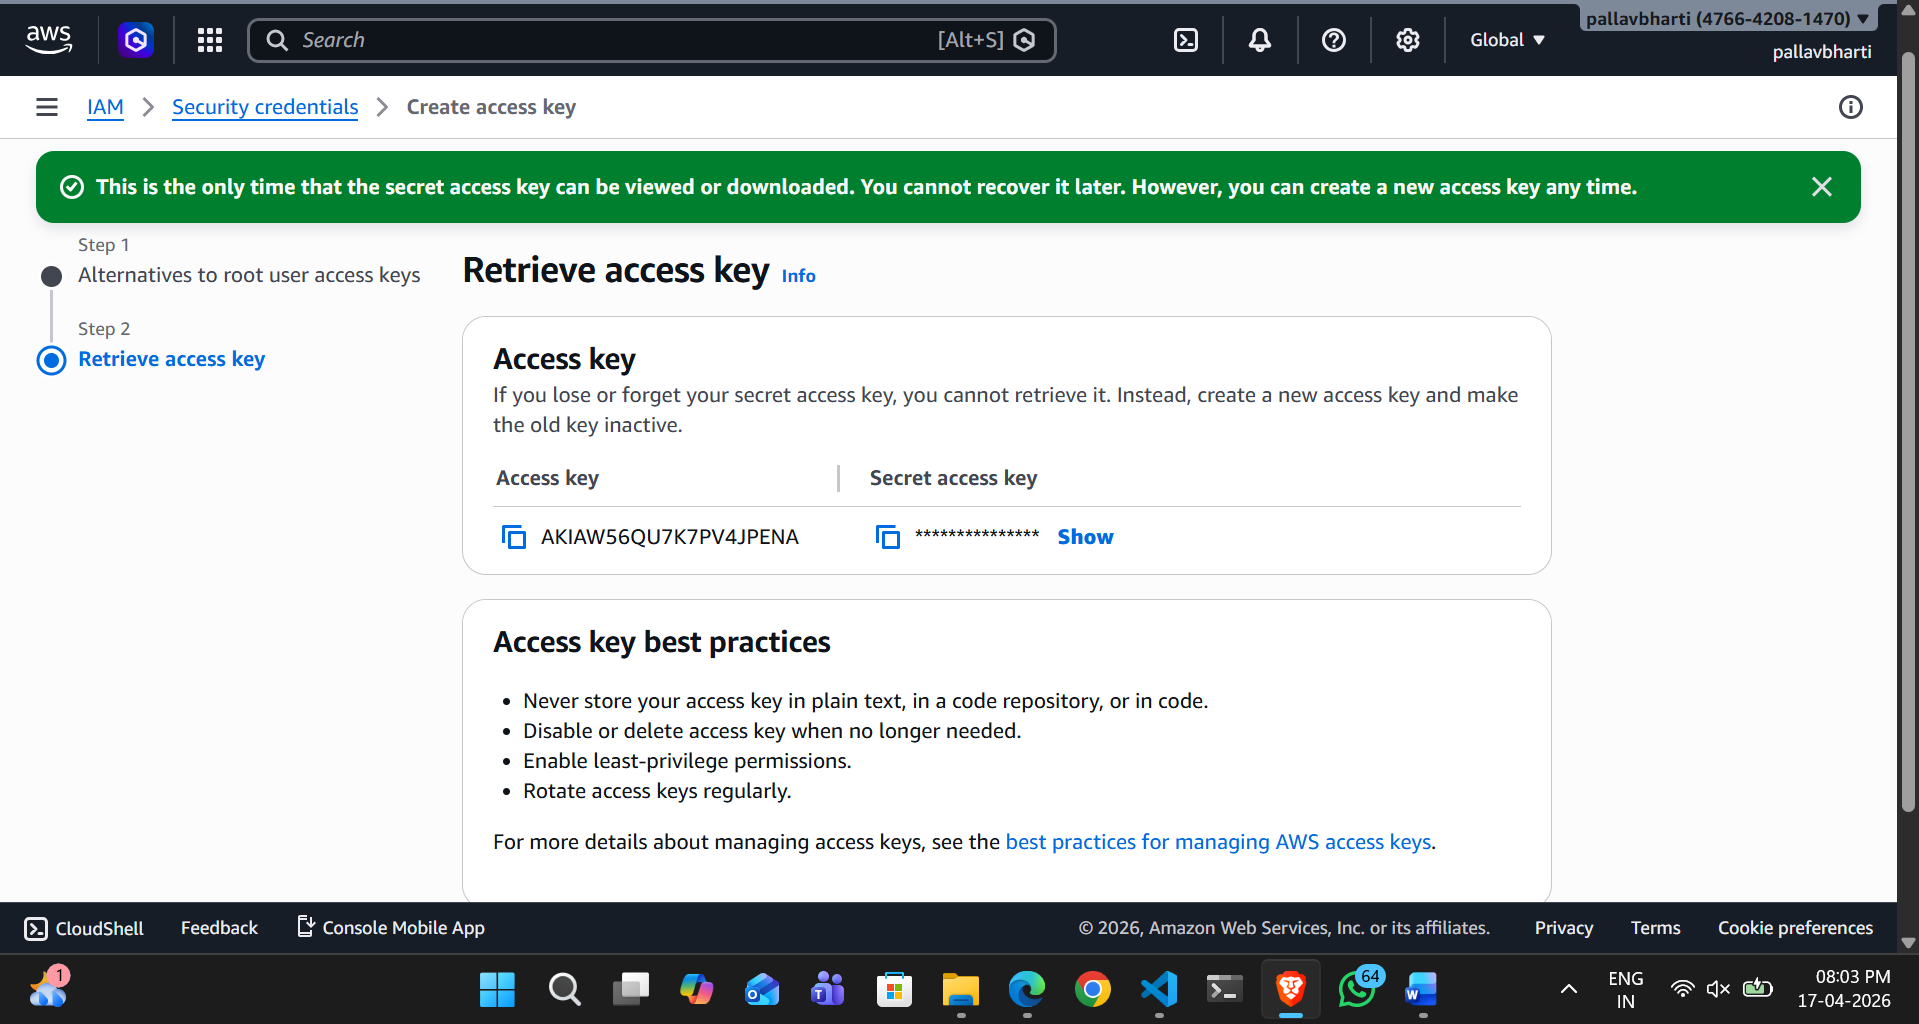 aws
Search
[Alt+S]
Global
pallavbharti (4766-4208-1470)
pallavbharti
IAM
Security credentials
Create access key
This is the only time that the secret access key can be viewed or downloaded. You cannot recover it later. However, you can create a new access key any time.
Step 1
Alternatives to root user access keys
Step 2
Retrieve access key
Retrieve access key Info
Access key
If you lose or forget your secret access key, you cannot retrieve it. Instead, create a new access key and make
the old key inactive.
Access key
Secret access key
AKIAW56QU7K7PV4JPENA
*************** Show
Access key best practices
• Never store your access key in plain text, in a code repository, or in code.
• Disable or delete access key when no longer needed.
• Enable least-privilege permissions.
• Rotate access keys regularly.
For more details about managing access keys, see the best practices for managing AWS access keys.
CloudShell
Feedback
Console Mobile App
© 2026, Amazon Web Services, Inc. or its affiliates.
Privacy
Terms
Cookie preferences
1
64
ENG
IN
08:03 PM
17-04-2026